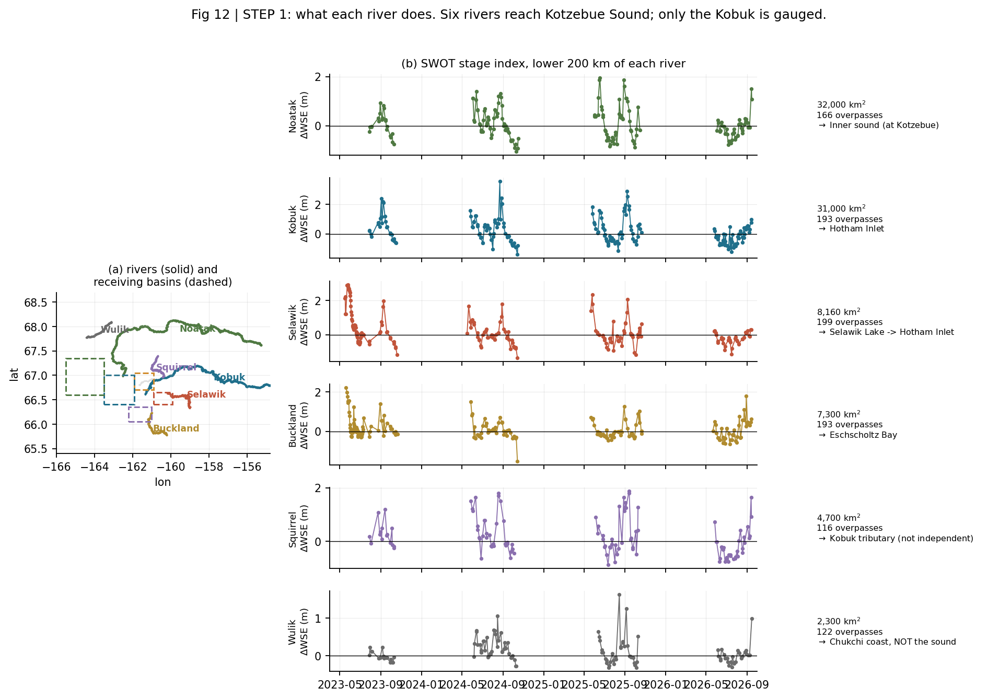 Fig 12 | STEP 1: what each river does. Six rivers reach Kotzebue Sound; only the Kobuk is gauged.
(a) rivers (solid) and
receiving basins (dashed)
68.5
68.0
67.5
67.0
66.5
66.0
65.5
lat
−166
−164
−162
−160
−158
−156
lon
Wulik
Noatak
Squirrel
Kobuk
Selawik
Buckland
(b) SWOT stage index, lower 200 km of each river
Noatak
ΔWSE (m)
2
0
32,000 km²
166 overpasses
→ Inner sound (at Kotzebue)
Kobuk
ΔWSE (m)
2
0
31,000 km²
193 overpasses
→ Hotham Inlet
Selawik
ΔWSE (m)
2
0
8,160 km²
199 overpasses
→ Selawik Lake -> Hotham Inlet
Buckland
ΔWSE (m)
2
0
7,300 km²
193 overpasses
→ Eschscholtz Bay
Squirrel
ΔWSE (m)
2
0
4,700 km²
116 overpasses
→ Kobuk tributary (not independent)
Wulik
ΔWSE (m)
1
0
2,300 km²
122 overpasses
→ Chukchi coast, NOT the sound
2023-05
2023-09
2024-01
2024-05
2024-09
2025-01
2025-05
2025-09
2026-01
2026-05
2026-09